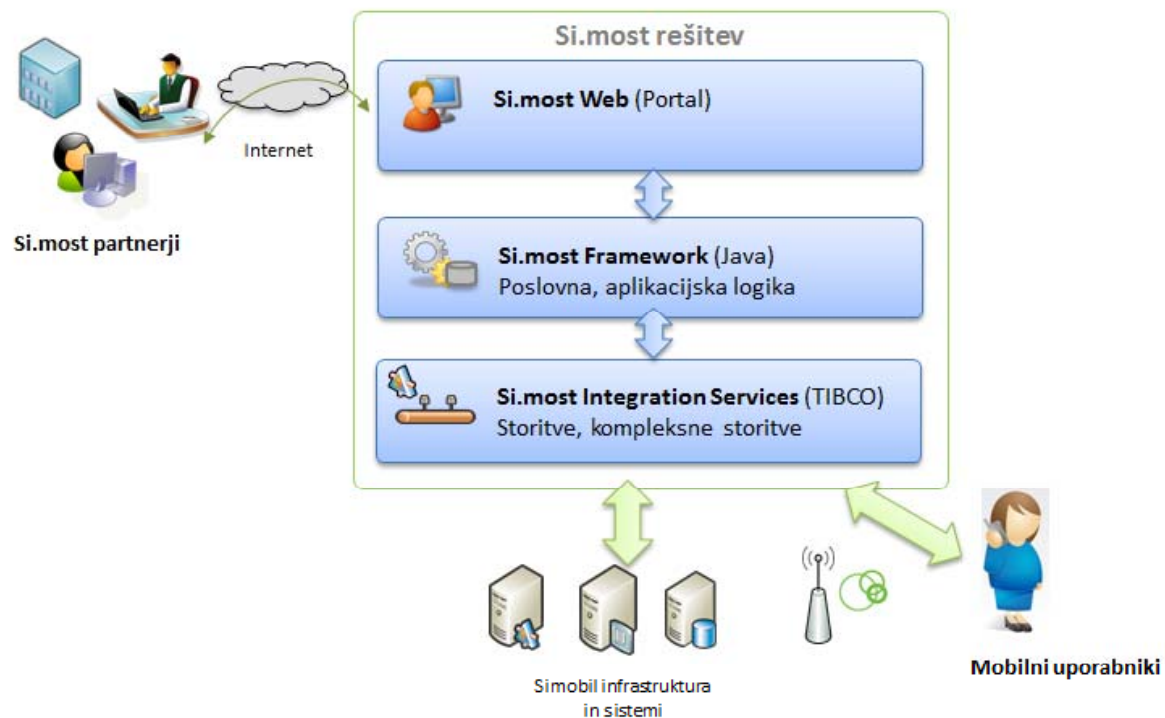 Si.most rešitev
Si.most Web (Portal)
Internet
Si.most partnerji
Si.most Framework (Java)
Poslovna, aplikacijska logika
Si.most Integration Services (TIBCO)
Storitve, kompleksne storitve
Simobil infrastruktura
in sistemi
Mobilni uporabniki